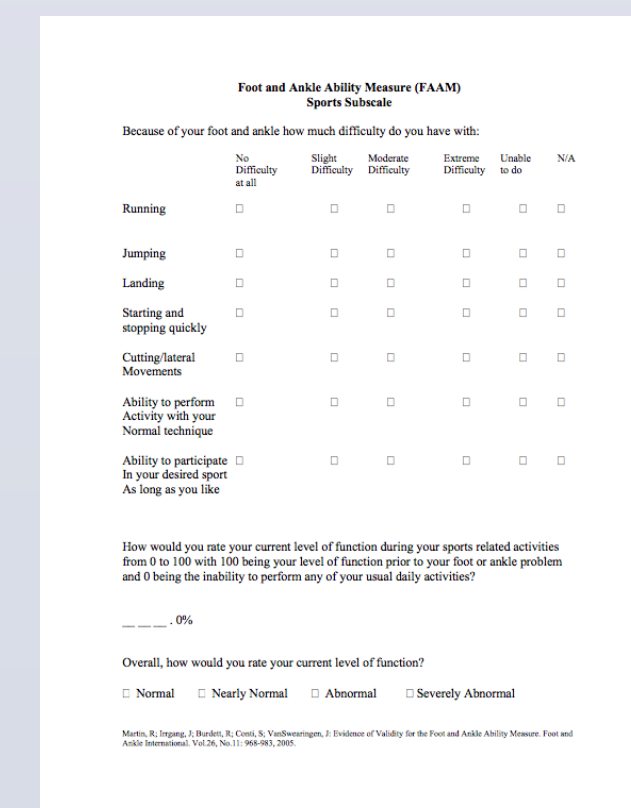 Foot and Ankle Ability Measure (FAAM)
Sports Subscale
Because of your foot and ankle how much difficulty do you have with:
No Difficulty at all Slight Difficulty Moderate Difficulty Extreme Difficulty Unable to do N/A
Running □ □ □ □ □ □
Jumping □ □ □ □ □ □
Landing □ □ □ □ □ □
Starting and □ □ □ □ □ □
stopping quickly
Cutting/lateral □ □ □ □ □ □
Movements
Ability to perform □ □ □ □ □ □
Activity with your
Normal technique
Ability to participate □ □ □ □ □ □
In your desired sport
As long as you like
How would you rate your current level of function during your sports related activities
from 0 to 100 with 100 being your level of function prior to your foot or ankle problem
and 0 being the inability to perform any of your usual daily activities?
__ __ __ . 0%
Overall, how would you rate your current level of function?
□ Normal □ Nearly Normal □ Abnormal □ Severely Abnormal
Martin, R; Irrgang, J; Burdett, R; Conti, S; VanSwearingen, J: Evidence of Validity for the Foot and Ankle Ability Measure. Foot and
Ankle International. Vol.26, No.11: 968-983, 2005.